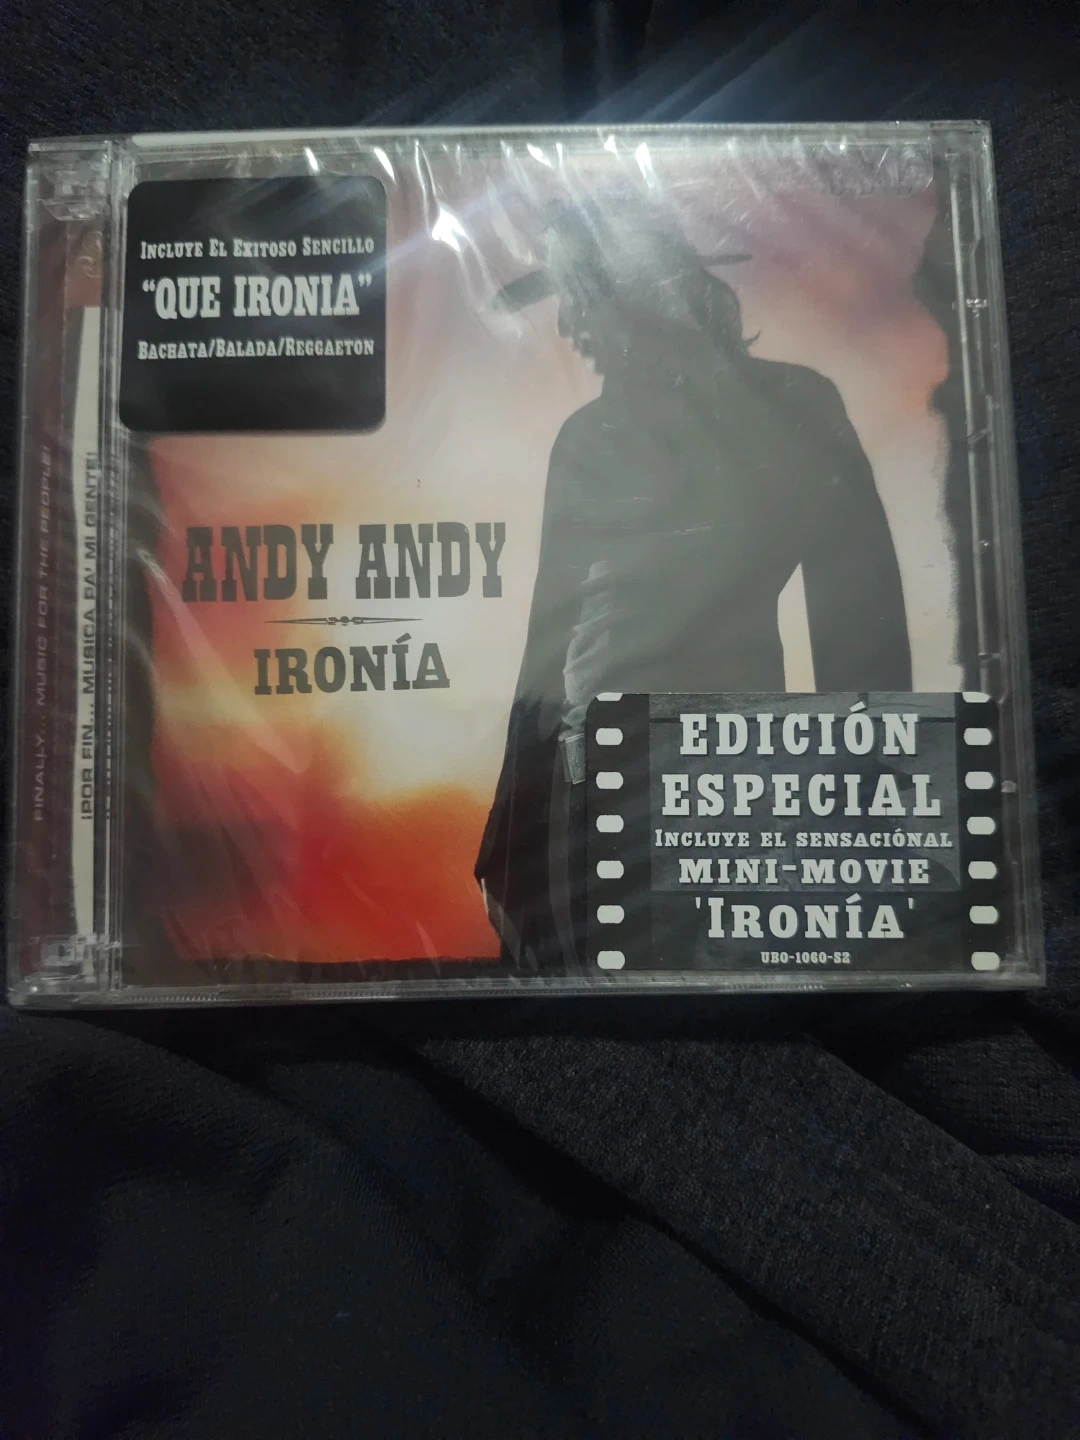 INCLUYE EL EXITOSO SENCILLO
"QUE IRONIA"
BACHATA/BALADA/REGGAETON
ANDY ANDY
IRONÍA
EDICIÓN
ESPECIAL
INCLUYE EL SENSACIÓNAL
MINI-MOVIE
'IRONÍA'
UBO-1060-S2
FINALLY... MUSIC FOR THE PEOPLE!
¡POR FIN... MUSICA PA' MI GENTE!